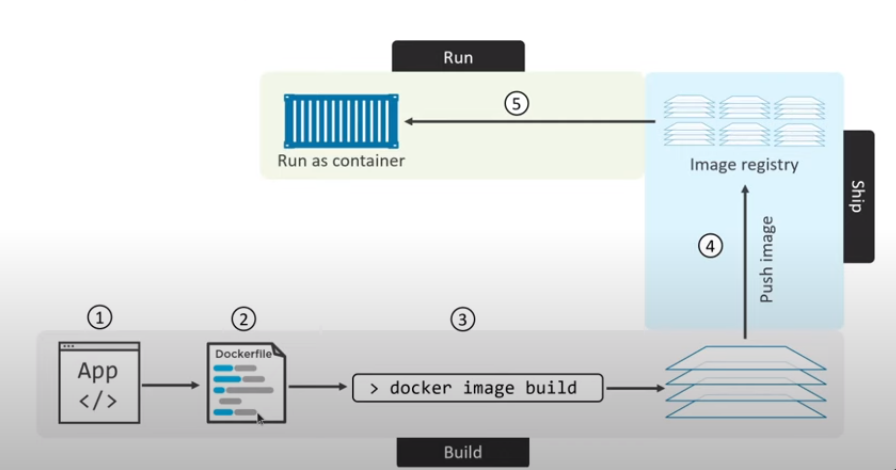 Run
5
Run as container
Image registry
Ship
4
Push image
1
2
3
App
</>
Dockerfile
> docker image build
Build